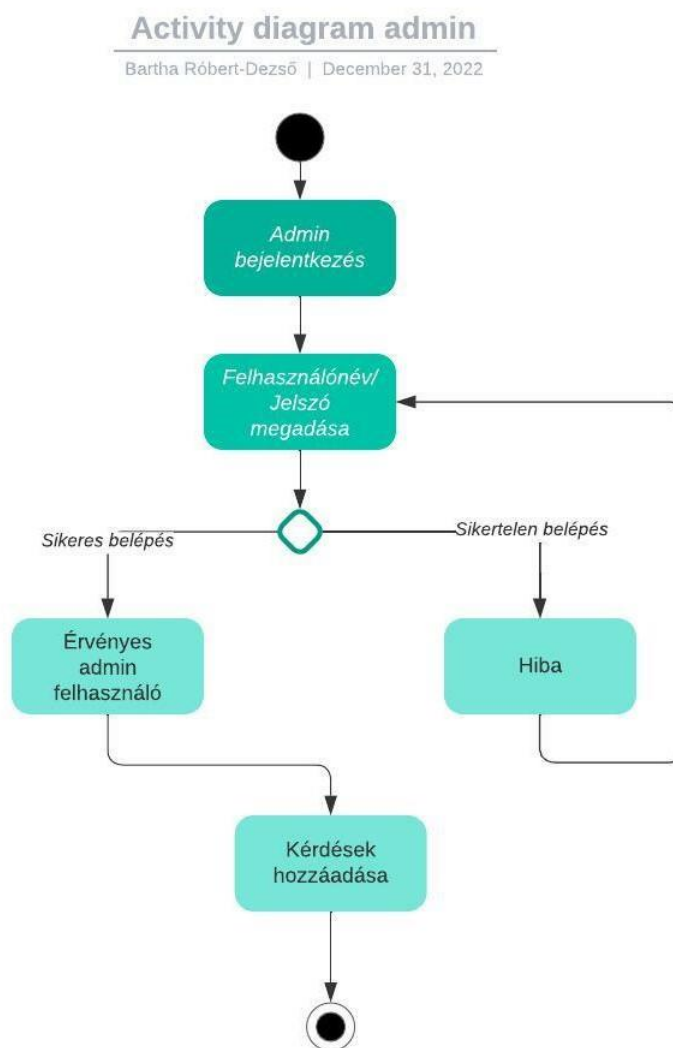 Activity diagram admin
Bartha Róbert-Dezső | December 31, 2022
Admin
bejelentkezés
Felhasználónév/
Jelszó
megadása
Sikeres belépés
Sikertelen belépés
Érvényes
admin
felhasználó
Hiba
Kérdések
hozzáadása